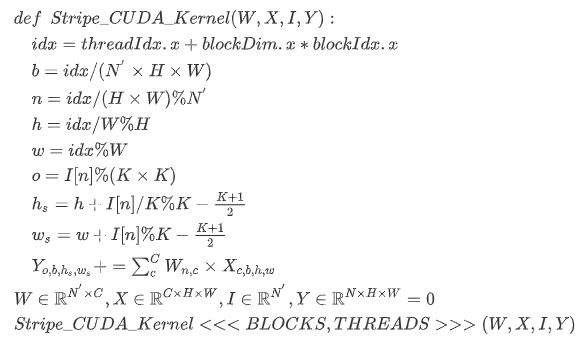 def Stripe_CUDA_Kernel(W, X, I, Y) :
idx = threadIdx.x + blockDim.x * blockIdx.x
b = idx/(N′ × H × W)
n = idx/(H × W)%N′
h = idx/W%H
w = idx%W
o = I[n]%(K × K)
h_s = h + I[n]/K%K − (K+1)/2
w_s = w + I[n]%K − (K+1)/2
Y_{o,b,h_s,w_s} + = ∑_c^C W_{n,c} × X_{c,b,h,w}
W ∈ ℝ^{N′×C}, X ∈ ℝ^{C×H×W}, I ∈ ℝ^{N′}, Y ∈ ℝ^{N×H×W} = 0
Stripe_CUDA_Kernel <<< BLOCKS, THREADS >>> (W, X, I, Y)